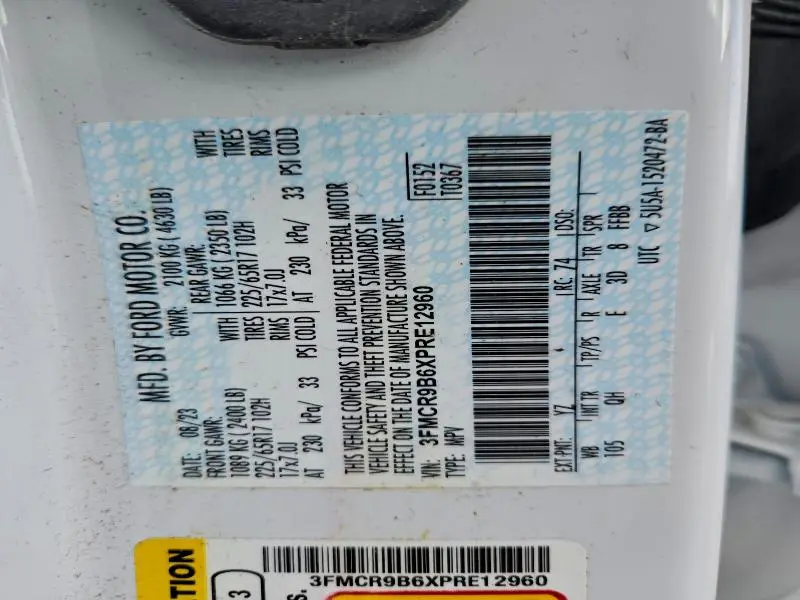 MFD. BY FORD MOTOR CO.
DATE: 08/23 GVWR: 2100 KG ( 4630 LB)
FRONT GAWR: REAR GAWR:
1089 KG ( 2400 LB) WITH 1066 KG ( 2350 LB) WITH
225/65R17 102H TIRES 225/65R17 102H TIRES
17x7.0J RIMS 17x7.0J RIMS
AT 230 kPa/ 33 PSI COLD AT 230 kPa/ 33 PSI COLD
THIS VEHICLE CONFORMS TO ALL APPLICABLE FEDERAL MOTOR
VEHICLE SAFETY AND THEFT PREVENTION STANDARDS IN
EFFECT ON THE DATE OF MANUFACTURE SHOWN ABOVE.
VIN: 3FMCR9B6XPRE12960
TYPE: MPV
F0152
T0367
EXT PNT: YZ RC: 74 DSO:
WB INT TR TP/PS R AXLE TR SPR
105 QH E 3D 8 FFBB
UTC ▽ 5U5A-1520472-BA
3FMCR9B6XPRE12960